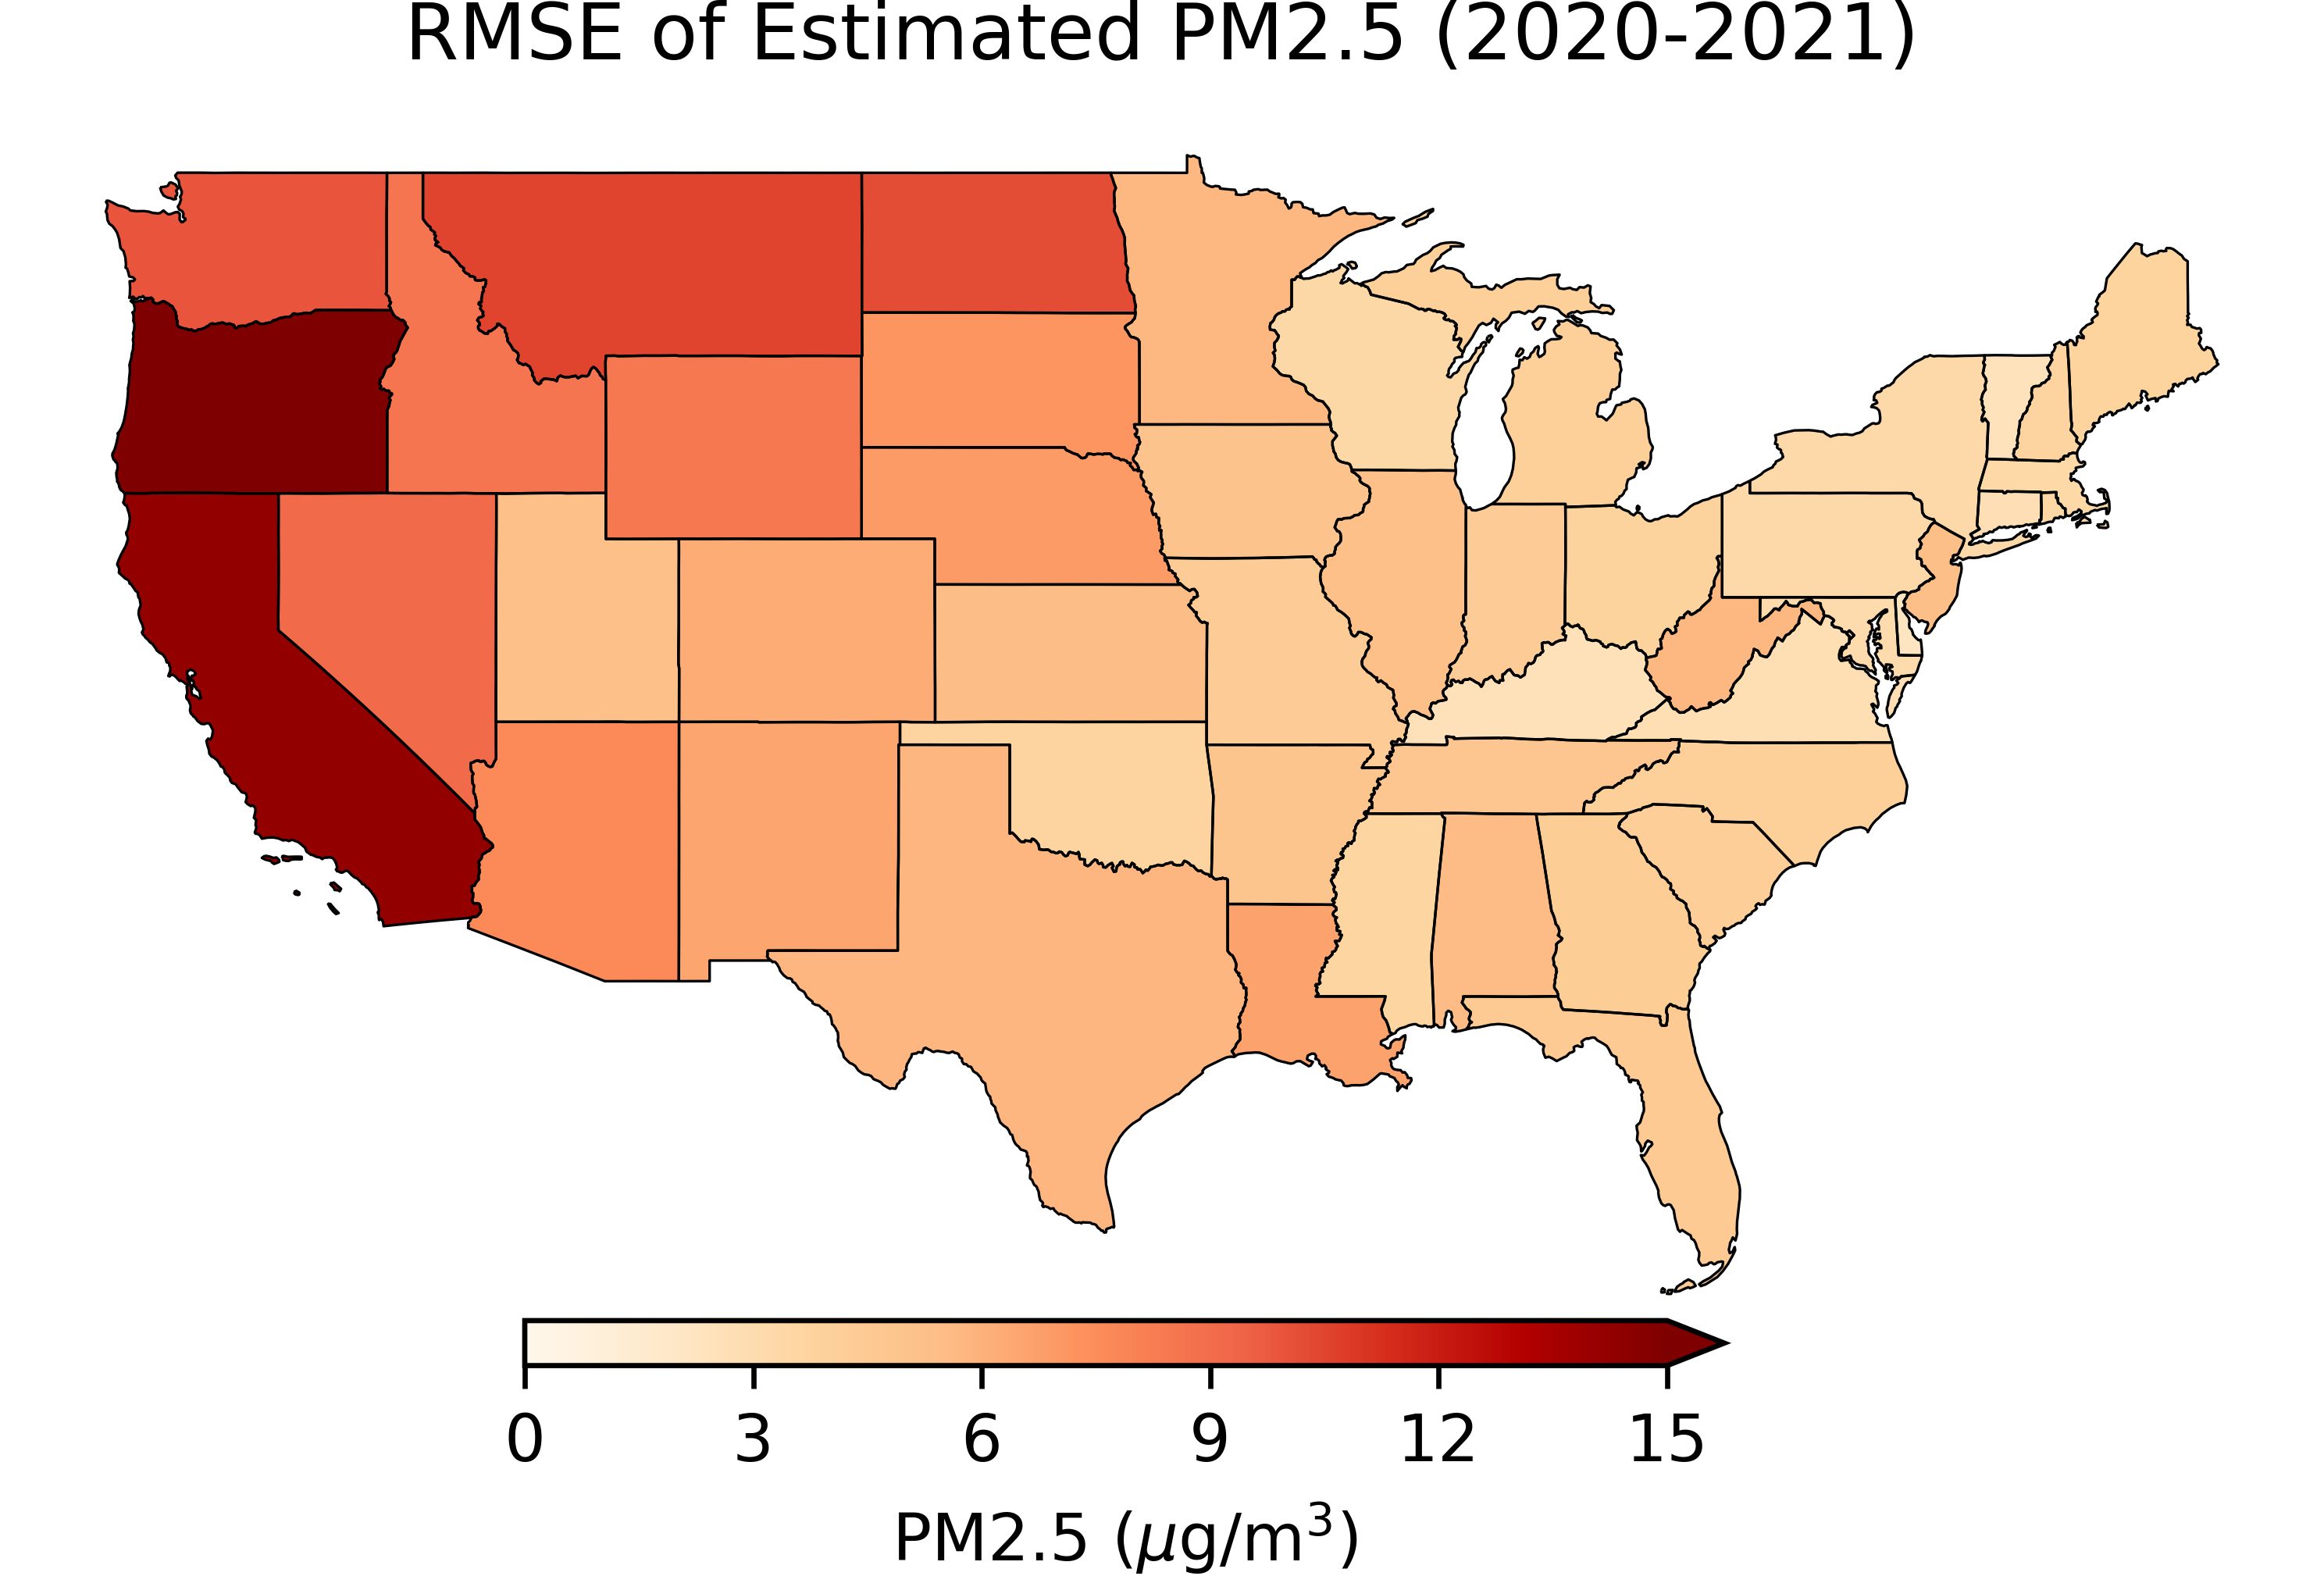 RMSE of Estimated PM2.5 (2020-2021)
0 3 6 9 12 15
PM2.5 (μg/m³)